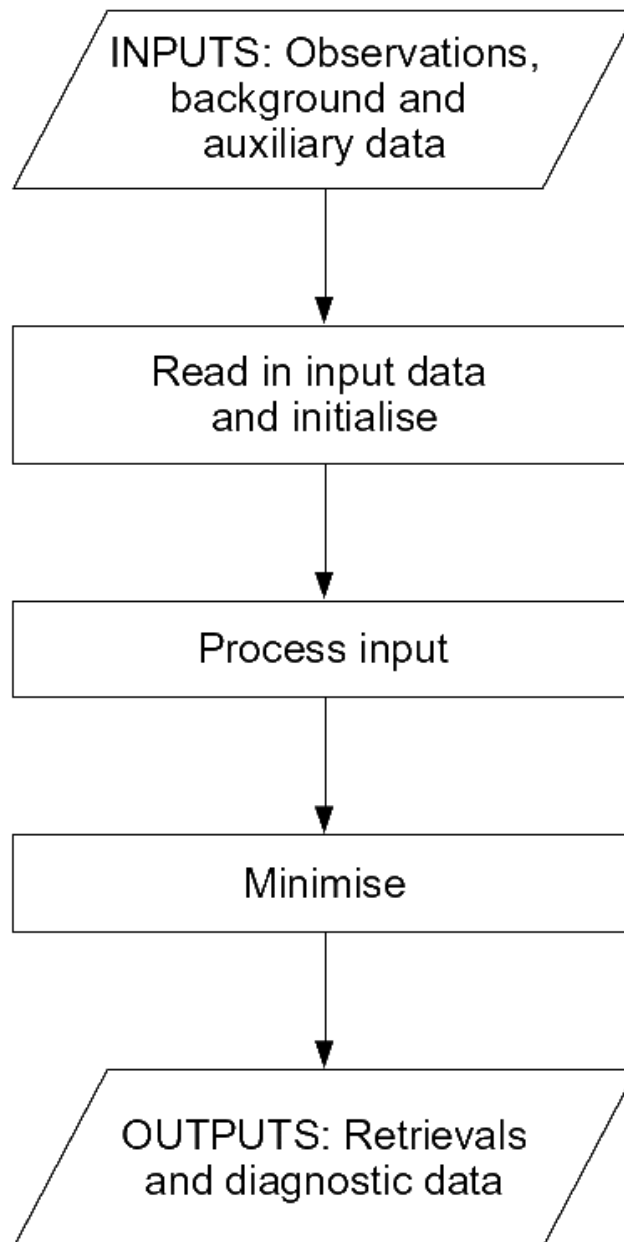 INPUTS: Observations,
background and
auxiliary data
Read in input data
and initialise
Process input
Minimise
OUTPUTS: Retrievals
and diagnostic data